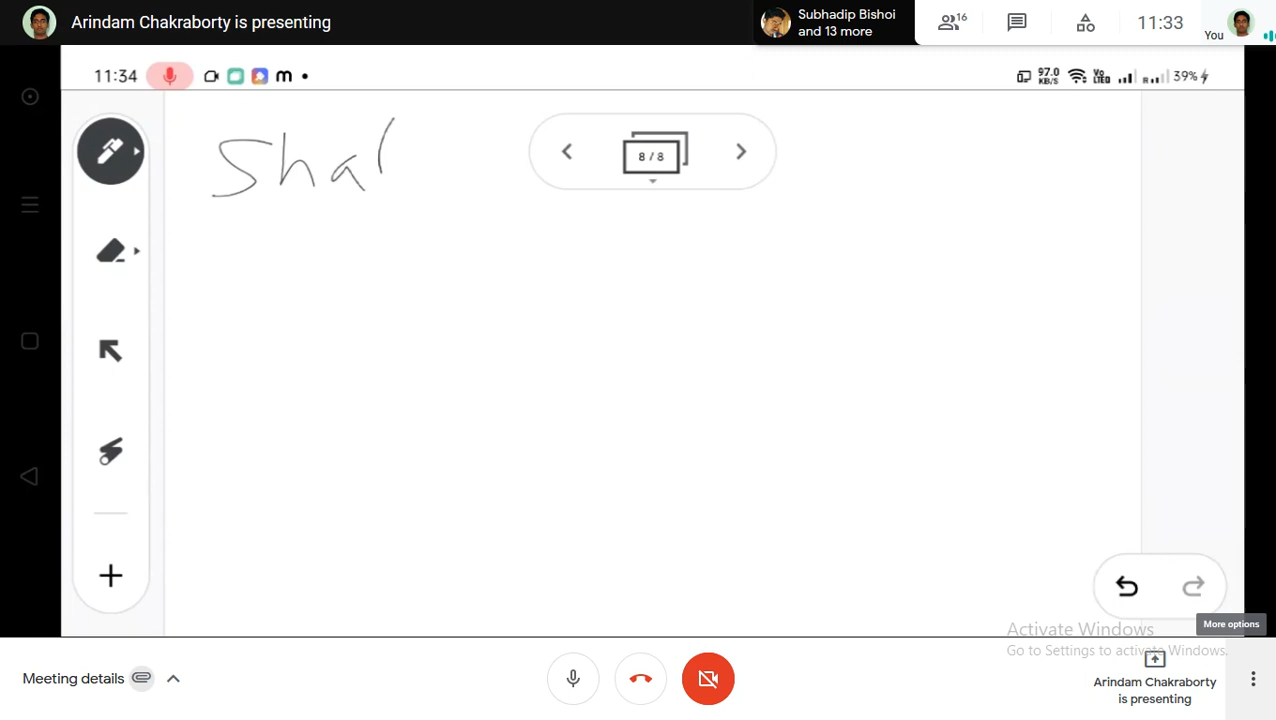 Arindam Chakraborty is presenting
Subhadip Bishoi
and 13 more
16
11:33
You
11:34
m
97.0
KB/S
Vo
LTED
R
39%
Shal
8 / 8
More options
Activate Windows
Go to Settings to activate Windows.
Meeting details
Arindam Chakraborty
is presenting